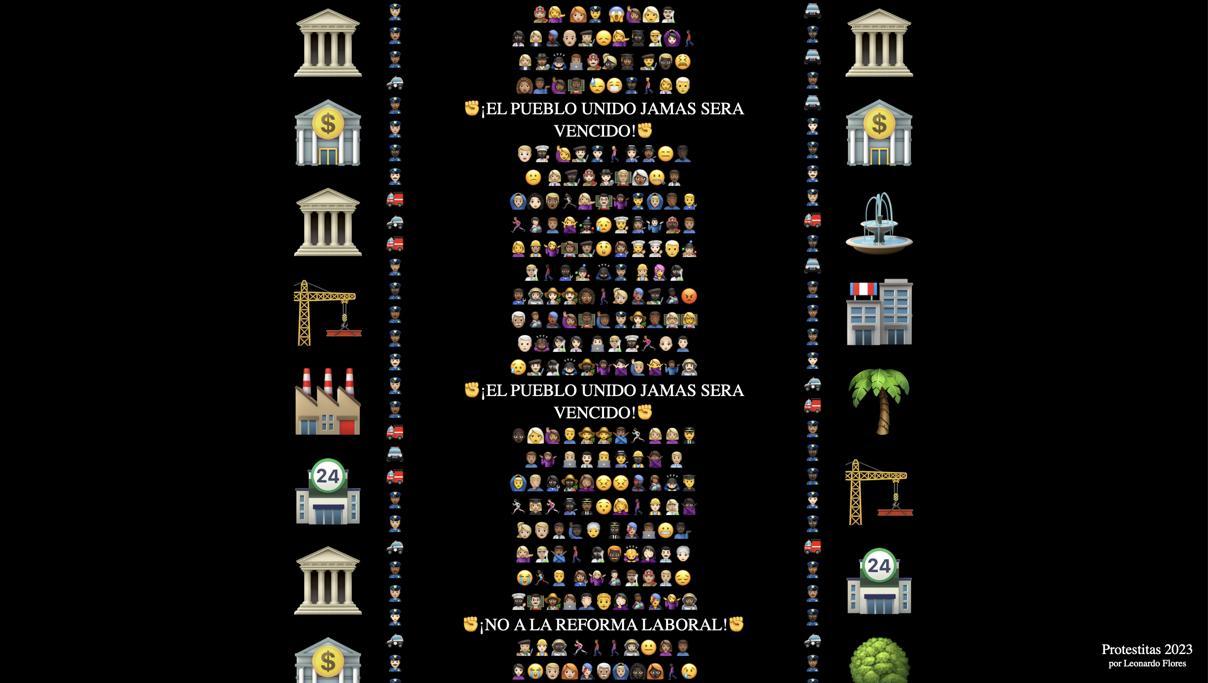 ✊¡EL PUEBLO UNIDO JAMAS SERA
VENCIDO!✊
✊¡EL PUEBLO UNIDO JAMAS SERA
VENCIDO!✊
24
24
✊¡NO A LA REFORMA LABORAL!✊
Protestitas 2023
por Leonardo Flores